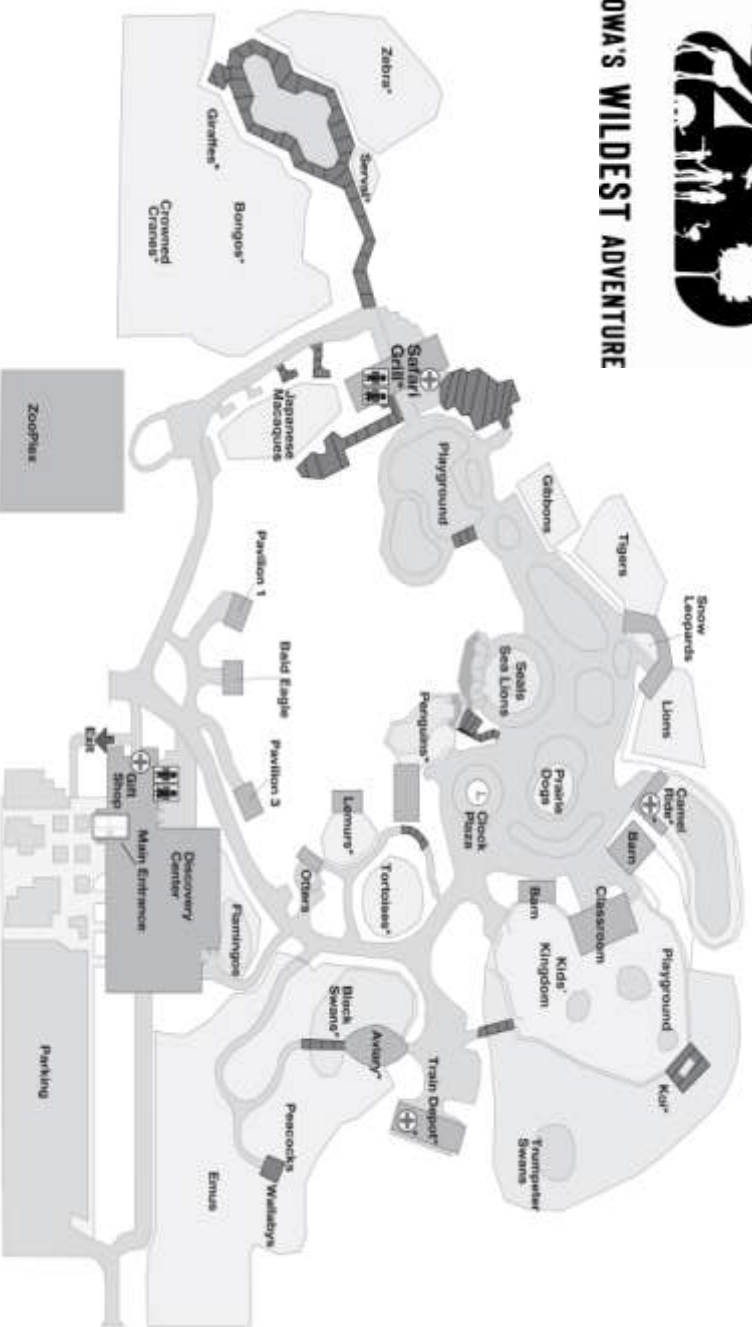 OWA'S WILDEST ADVENTURE
Zebra*
Serval*
Giraffes*
Bongos*
Crowned
Cranes*
Safari
Grill*
Japanese
Macaques
ZooPlex
Playground
Gibbons
Tigers
Snow
Leopards
Lions
Seals
Sea Lions
Penguins*
Prairie
Dogs
Clock
Plaza
Camel
Ride*
Barn
Barn
Classroom
Playground
Kids'
Kingdom
Koi*
Trumpeter
Swans
Pavilion 1
Bald Eagle
Pavilion 3
Lemurs*
Otters
Tortoises*
Exit
Gift
Shop
Main Entrance
Discovery
Center
Flamingos
Black
Swans*
Aviary*
Train Depot*
Peacocks
Wallabys
Emus
Parking